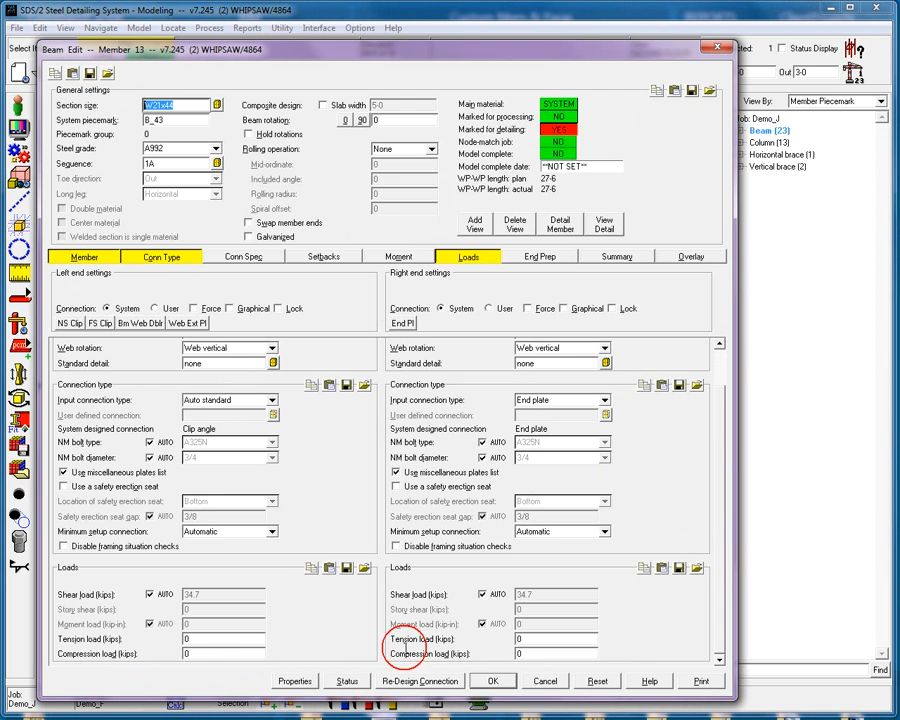 SDS/2 Steel Detailing System - Modeling -- v7.245 (2) WHIPSAW/4864
File Edit View Navigate Model Locate Process Reports Utility Interface Options Help
Beam Edit -- Member 13 -- v7.245 (2) WHIPSAW/4864
Status Display
Out 3-0
View By: Member Piecemark
General settings
Section size: W21x44
System piecemark: B_43
Piecemark group: 0
Steel grade: A992
Sequence: 1A
Toe direction: Out
Long leg: Horizontal
Double material
Center material
Welded section is single material
Composite design: Slab width 5-0
Beam rotation: 0 90 0
Hold rotations
Rolling operation: None
Mid-ordinate: 0
Included angle: 0
Rolling radius: 0
Spiral offset: 0
Swap member ends
Galvanized
Main material: SYSTEM
Marked for processing: NO
Marked for detailing: YES
Node-match job: NO
Model complete: NO
Model complete date: **NOT SET**
WP-WP length: plan 27-6
WP-WP length: actual 27-6
Add View
Delete View
Detail Member
View Detail
Job: Demo_J
Beam (23)
Column (13)
Horizontal brace (1)
Vertical brace (2)
Member Conn Type Conn Spec Setbacks Moment Loads End Prep Summary Overlay
Left end settings
Connection: System User Force Graphical Lock
NS Clip FS Clip Bm Web Dblr Web Ext Pl
Web rotation: Web vertical
Standard detail: none
Connection type
Input connection type: Auto standard
User defined connection:
System designed connection: Clip angle
NM bolt type: AUTO A325N
NM bolt diameter: AUTO 3/4
Use miscellaneous plates list
Use a safety erection seat
Location of safety erection seat: Bottom
Safety erection seat gap: AUTO 3/8
Minimum setup connection: Automatic
Disable framing situation checks
Loads
Shear load (kips): AUTO 34.7
Story shear (kips): 0
Moment load (kip-in): AUTO 0
Tension load (kips): 0
Compression load (kips): 0
Right end settings
Connection: System User Force Graphical Lock
End Pl
Web rotation: Web vertical
Standard detail: none
Connection type
Input connection type: End plate
User defined connection:
System designed connection: End plate
NM bolt type: AUTO A325N
NM bolt diameter: AUTO 3/4
Use miscellaneous plates list
Use a safety erection seat
Location of safety erection seat: Bottom
Safety erection seat gap: AUTO 3/8
Minimum setup connection: Automatic
Disable framing situation checks
Loads
Shear load (kips): AUTO 34.7
Story shear (kips): 0
Moment load (kip-in): AUTO 0
Tension load (kips): 0
Compression load (kips): 0
Properties Status Re-Design Connection OK Cancel Reset Help Print
Find
Job: Demo_J
Demo_F
Calc
Selection